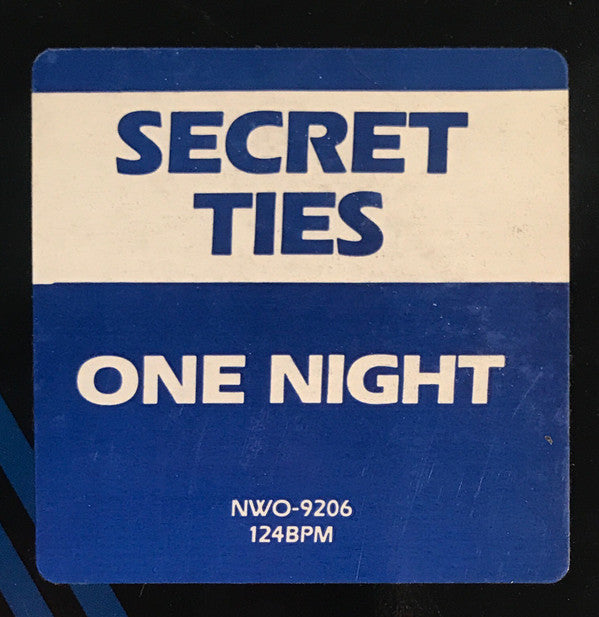 SECRET
TIES
ONE NIGHT
NWO-9206
124BPM